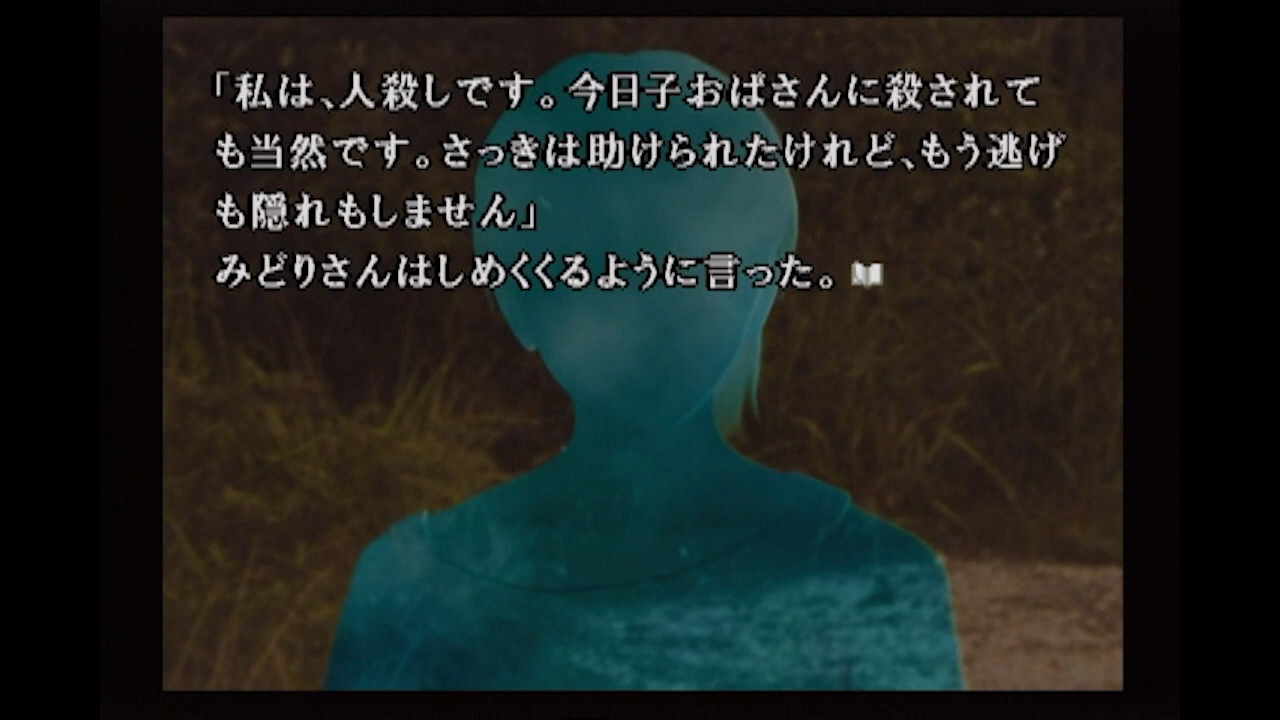 「私は、人殺しです。今日子おばさんに殺されて
も当然です。さっきは助けられたけれど、もう逃げ
も隠れもしません」
みどりさんはしめくくるように言った。